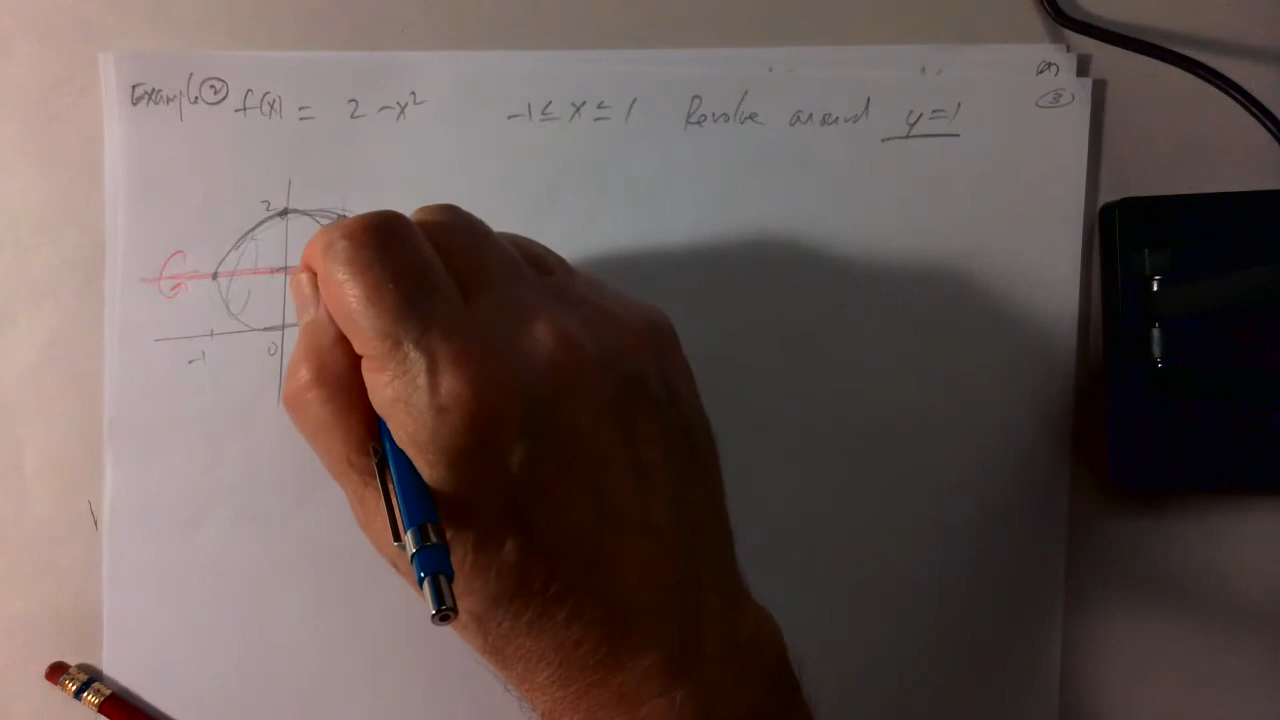 Example ② f(x) = 2 - x² -1 ≤ x ≤ 1 Revolve around y=1
③
2
-1 0